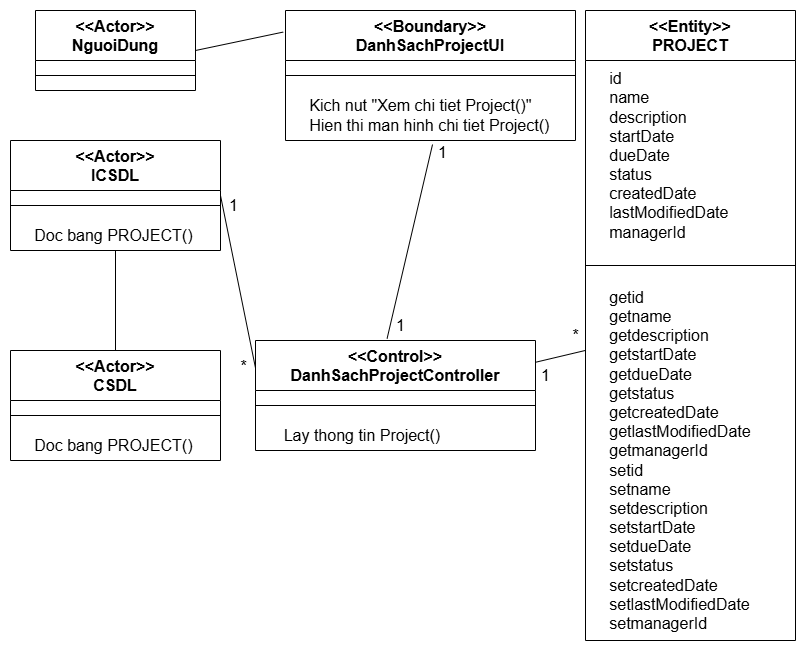 <<Actor>>
NguoiDung
<<Boundary>>
DanhSachProjectUI
Kich nut "Xem chi tiet Project()"
Hien thi man hinh chi tiet Project()
<<Entity>>
PROJECT
id
name
description
startDate
dueDate
status
createdDate
lastModifiedDate
managerId
getid
getname
getdescription
getstartDate
getdueDate
getstatus
getcreatedDate
getlastModifiedDate
getmanagerId
setid
setname
setdescription
setstartDate
setdueDate
setstatus
setcreatedDate
setlastModifiedDate
setmanagerId
<<Actor>>
ICSDL
Doc bang PROJECT()
1
*
1
1
<<Actor>>
CSDL
Doc bang PROJECT()
<<Control>>
DanhSachProjectController
Lay thong tin Project()
1
*